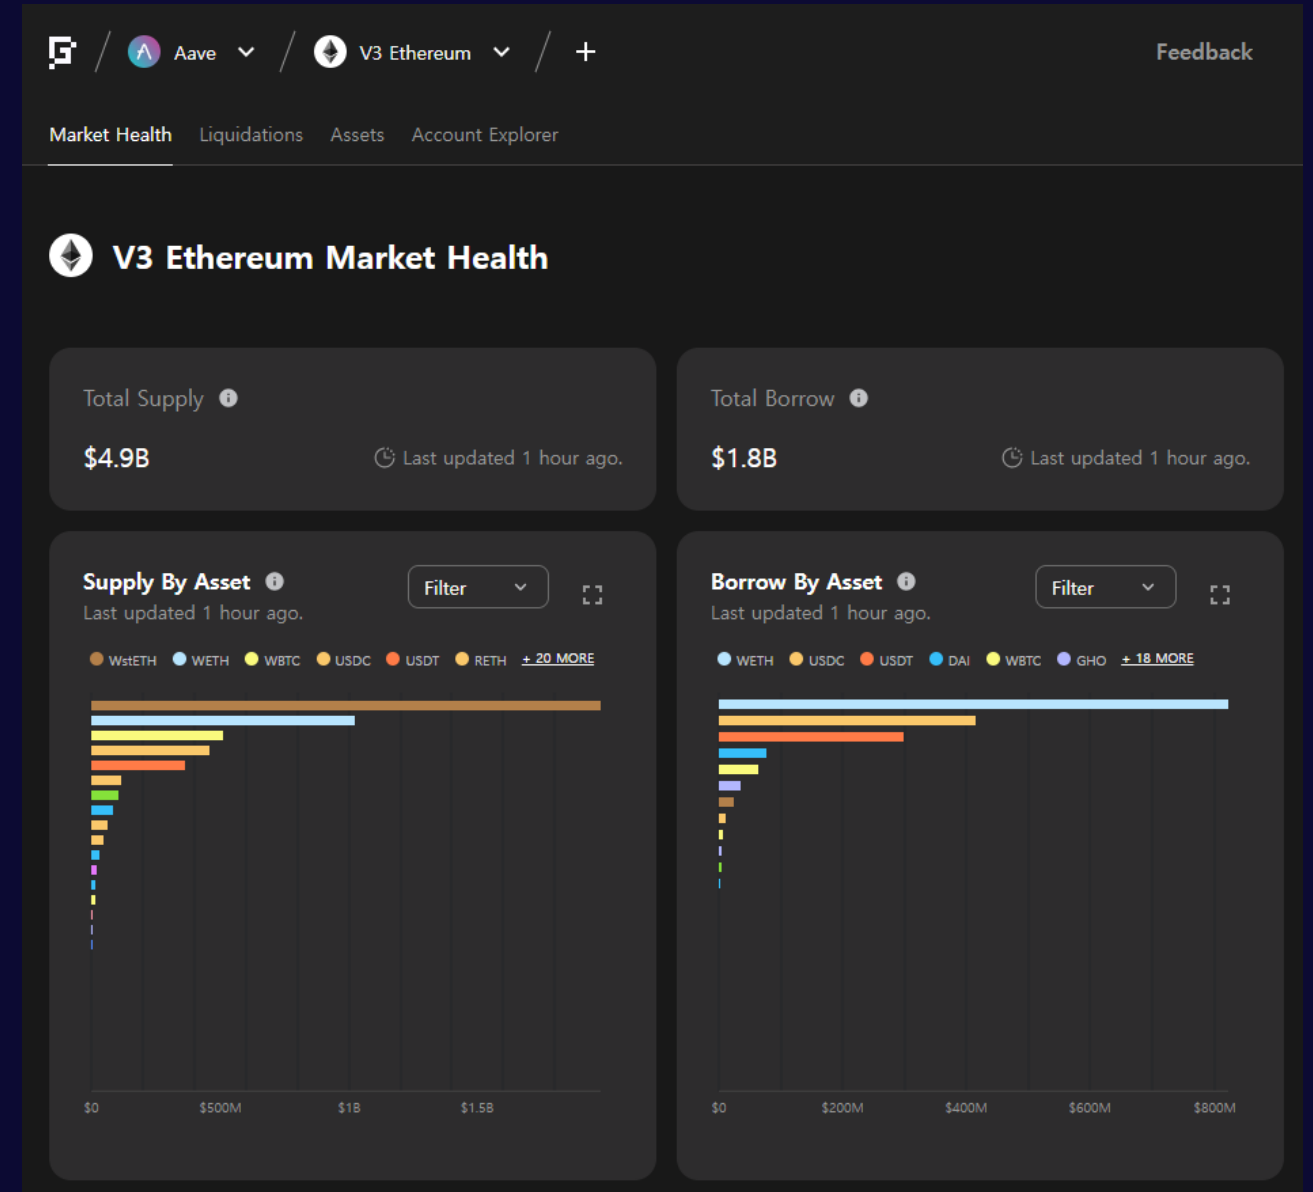 Aave V3 Ethereum + Feedback
Market Health Liquidations Assets Account Explorer
V3 Ethereum Market Health
Total Supply
$4.9B Last updated 1 hour ago.
Total Borrow
$1.8B Last updated 1 hour ago.
Supply By Asset
Filter
Last updated 1 hour ago.
WstETH WETH WBTC USDC USDT RETH + 20 MORE
$0 $500M $1B $1.5B
Borrow By Asset
Filter
Last updated 1 hour ago.
WETH USDC USDT DAI WBTC GHO + 18 MORE
$0 $200M $400M $600M $800M